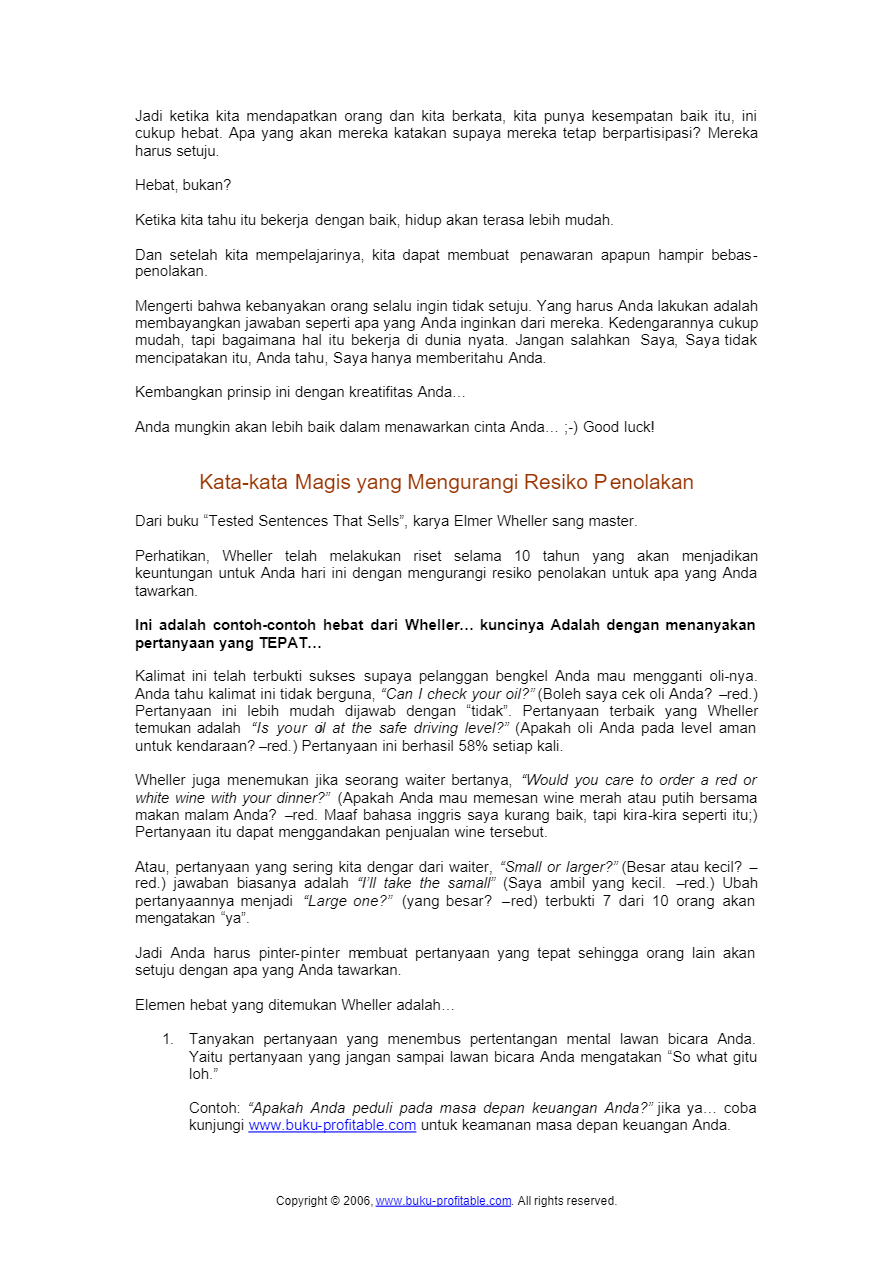 Jadi ketika kita mendapatkan orang dan kita berkata, kita punya kesempatan baik itu, ini
cukup hebat. Apa yang akan mereka katakan supaya mereka tetap berpartisipasi? Mereka
harus setuju.
Hebat, bukan?
Ketika kita tahu itu bekerja dengan baik, hidup akan terasa lebih mudah.
Dan setelah kita mempelajarinya, kita dapat membuat penawaran apapun hampir bebas-
penolakan.
Mengerti bahwa kebanyakan orang selalu ingin tidak setuju. Yang harus Anda lakukan adalah
membayangkan jawaban seperti apa yang Anda inginkan dari mereka. Kedengarannya cukup
mudah, tapi bagaimana hal itu bekerja di dunia nyata. Jangan salahkan Saya, Saya tidak
mencipatakan itu, Anda tahu, Saya hanya memberitahu Anda.
Kembangkan prinsip ini dengan kreatifitas Anda…
Anda mungkin akan lebih baik dalam menawarkan cinta Anda… ;-) Good luck!
Kata-kata Magis yang Mengurangi Resiko Penolakan
Dari buku “Tested Sentences That Sells”, karya Elmer Wheller sang master.
Perhatikan, Wheller telah melakukan riset selama 10 tahun yang akan menjadikan
keuntungan untuk Anda hari ini dengan mengurangi resiko penolakan untuk apa yang Anda
tawarkan.
Ini adalah contoh-contoh hebat dari Wheller… kuncinya Adalah dengan menanyakan
pertanyaan yang TEPAT…
Kalimat ini telah terbukti sukses supaya pelanggan bengkel Anda mau mengganti oli-nya.
Anda tahu kalimat ini tidak berguna, “Can I check your oil?” (Boleh saya cek oli Anda? –red.)
Pertanyaan ini lebih mudah dijawab dengan “tidak”. Pertanyaan terbaik yang Wheller
temukan adalah “Is your oil at the safe driving level?” (Apakah oli Anda pada level aman
untuk kendaraan? –red.) Pertanyaan ini berhasil 58% setiap kali.
Wheller juga menemukan jika seorang waiter bertanya, “Would you care to order a red or
white wine with your dinner?” (Apakah Anda mau memesan wine merah atau putih bersama
makan malam Anda? –red. Maaf bahasa inggris saya kurang baik, tapi kira-kira seperti itu;)
Pertanyaan itu dapat menggandakan penjualan wine tersebut.
Atau, pertanyaan yang sering kita dengar dari waiter, “Small or larger?” (Besar atau kecil? –
red.) jawaban biasanya adalah “I’ll take the samall” (Saya ambil yang kecil. –red.) Ubah
pertanyaannya menjadi “Large one?” (yang besar? –red) terbukti 7 dari 10 orang akan
mengatakan “ya”.
Jadi Anda harus pinter-pinter membuat pertanyaan yang tepat sehingga orang lain akan
setuju dengan apa yang Anda tawarkan.
Elemen hebat yang ditemukan Wheller adalah…
1. Tanyakan pertanyaan yang menembus pertentangan mental lawan bicara Anda.
Yaitu pertanyaan yang jangan sampai lawan bicara Anda mengatakan “So what gitu
loh.”
Contoh: “Apakah Anda peduli pada masa depan keuangan Anda?” jika ya… coba
kunjungi www.buku-profitable.com untuk keamanan masa depan keuangan Anda.
Copyright © 2006, www.buku-profitable.com. All rights reserved.